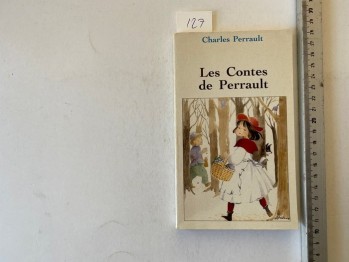 127
Charles Perrault
Les Contes
de Perrault